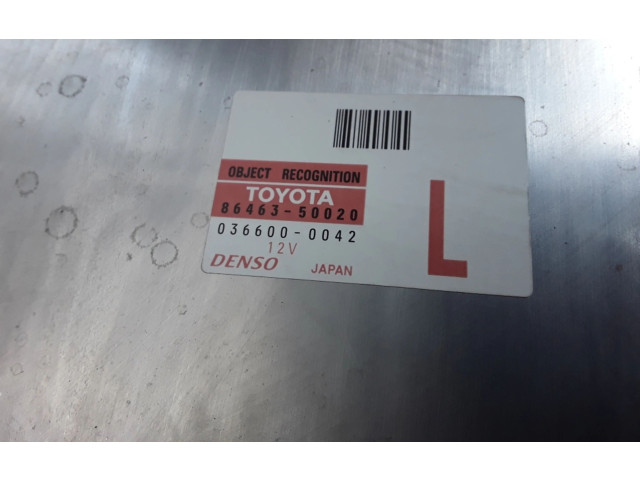 OBJECT RECOGNITION
TOYOTA
86463-50020
036600-0042
12V
DENSO JAPAN
L